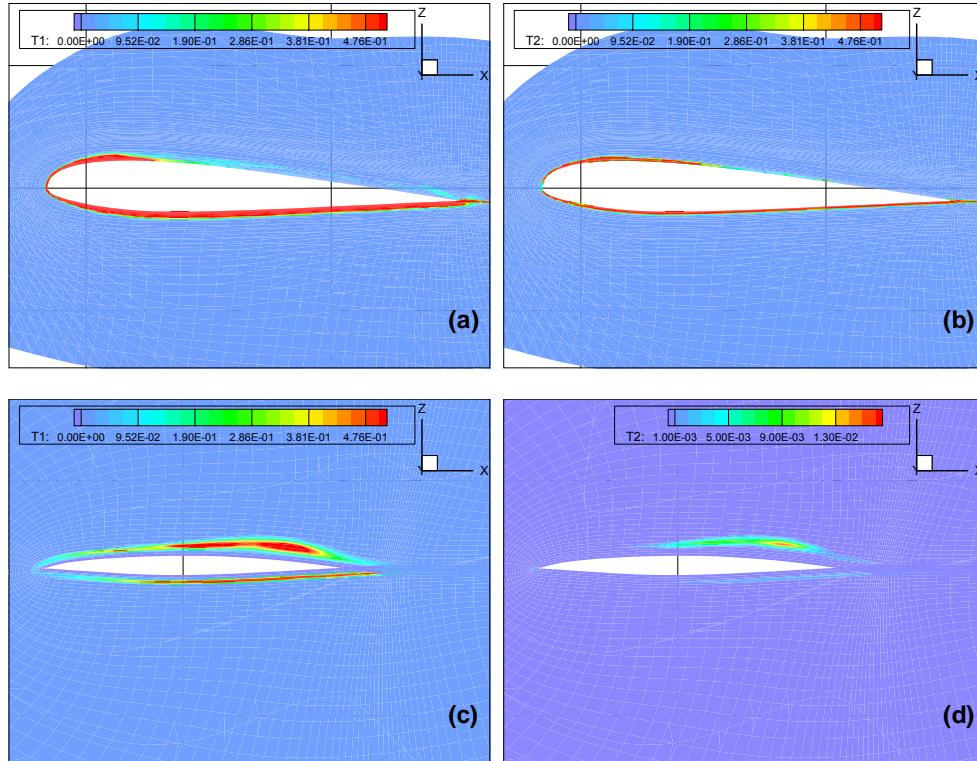 T1: 0.00E+00 9.52E-02 1.90E-01 2.86E-01 3.81E-01 4.76E-01
Z
Y X
(a)
T2: 0.00E+00 9.52E-02 1.90E-01 2.86E-01 3.81E-01 4.76E-01
Z
Y X
(b)
T1: 0.00E+00 9.52E-02 1.90E-01 2.86E-01 3.81E-01 4.76E-01
Z
Y X
(c)
T2: 1.00E-03 5.00E-03 9.00E-03 1.30E-02
Z
Y X
(d)